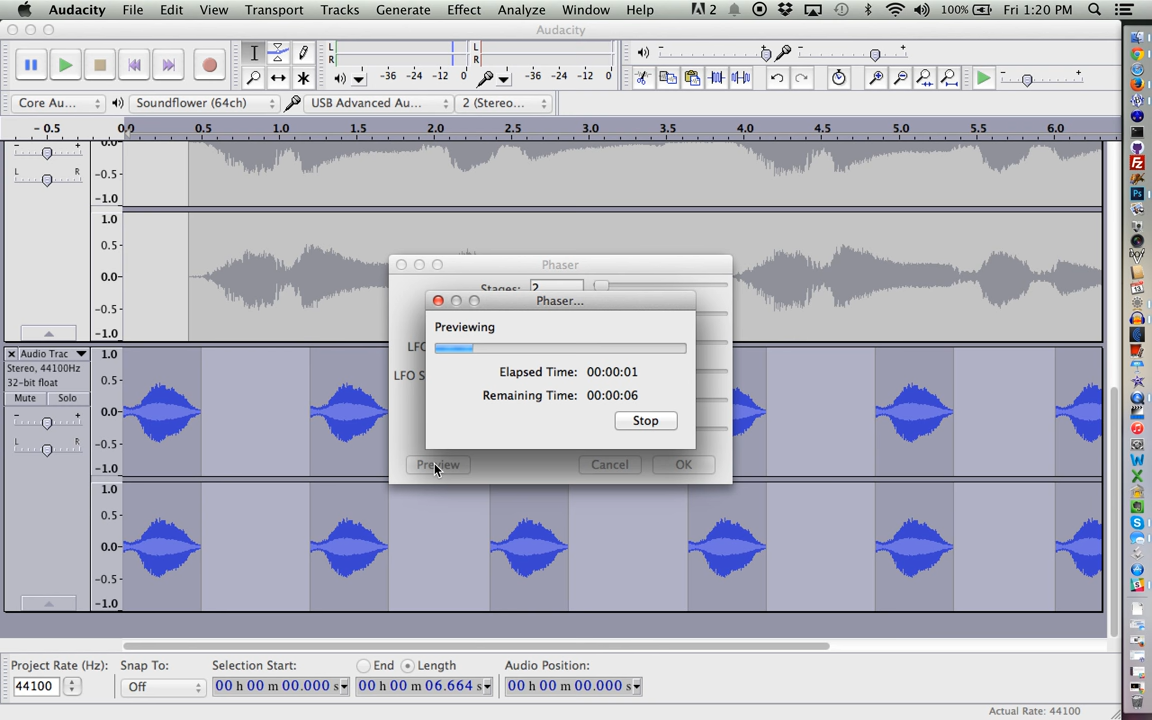 Audacity File Edit View Transport Tracks Generate Effect Analyze Window Help 2 100% Fri 1:20 PM
Audacity
L R -36 -24 -12 0 L R -36 -24 -12 0
Core Au... Soundflower (64ch) USB Advanced Au... 2 (Stereo...
-0.5 0.0 0.5 1.0 1.5 2.0 2.5 3.0 3.5 4.0 4.5 5.0 5.5 6.0
- +
L R
0.0
-0.5
-1.0
1.0
0.5
0.0
-0.5
-1.0
Phaser
Stages: 2
LFO
LFO S
Preview Cancel OK
Phaser...
Previewing
Elapsed Time: 00:00:01
Remaining Time: 00:00:06
Stop
Audio Trac
Stereo, 44100Hz
32-bit float
Mute Solo
- +
L R
1.0
0.5
0.0
-0.5
-1.0
1.0
0.5
0.0
-0.5
-1.0
Project Rate (Hz): Snap To: Selection Start: End Length Audio Position:
44100 Off 00 h 00 m 00.000 s 00 h 00 m 06.664 s 00 h 00 m 00.000 s
Actual Rate: 44100